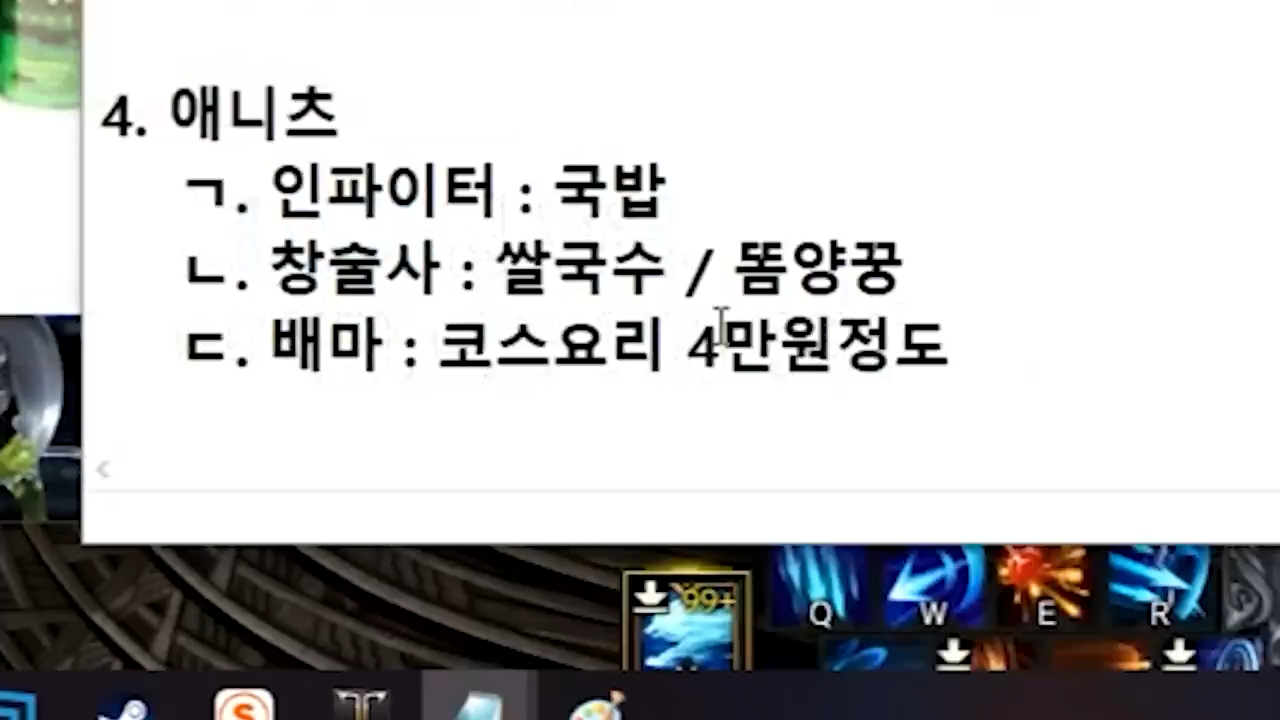 4. 애니츠
ㄱ. 인파이터 : 국밥
ㄴ. 창술사 : 쌀국수 / 똠양꿍
ㄷ. 배마 : 코스요리 4만원정도
99+
Q W E R